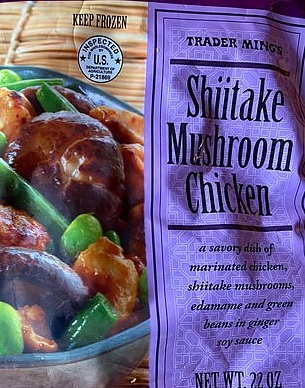 KEEP FROZEN
INSPECTED
U.S.
DEPARTMENT OF
AGRICULTURE
P-21869
TRADER MING'S
Shiitake
Mushroom
Chicken
a savory dish of
marinated chicken,
shiitake mushrooms,
edamame and green
beans in ginger
soy sauce
NET WT. 22 OZ